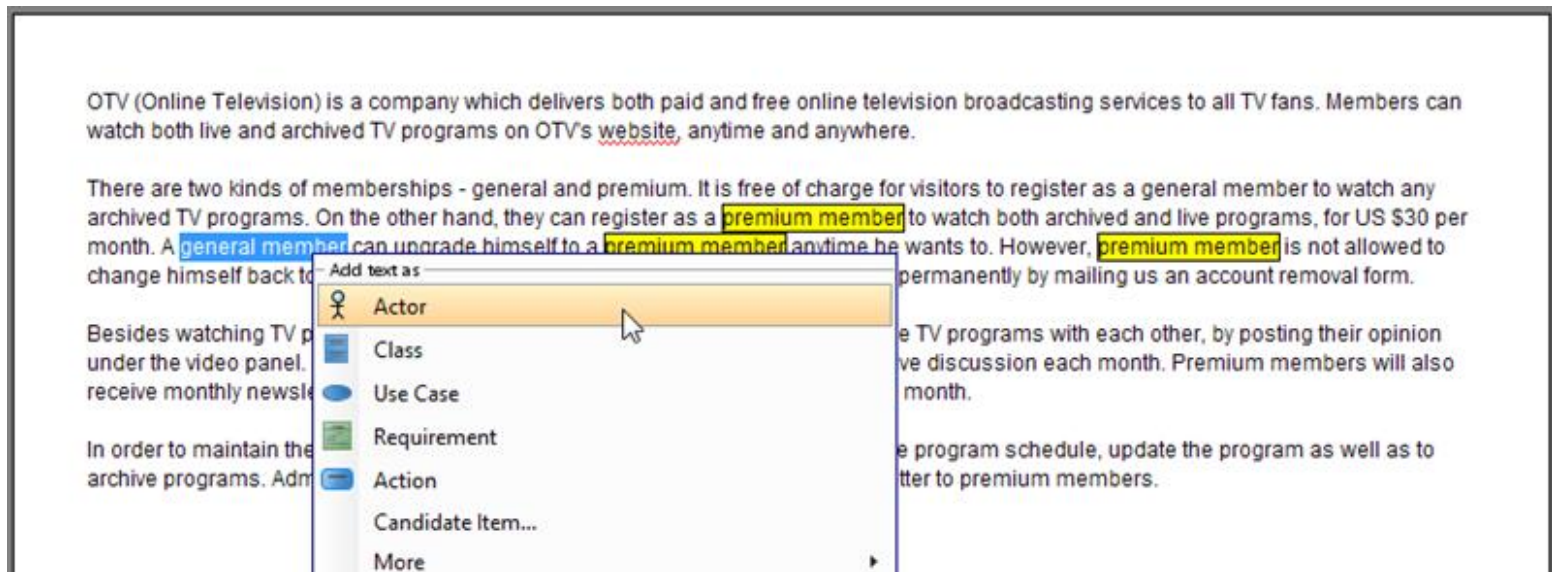 OTV (Online Television) is a company which delivers both paid and free online television broadcasting services to all TV fans. Members can
watch both live and archived TV programs on OTV's website, anytime and anywhere.
There are two kinds of memberships - general and premium. It is free of charge for visitors to register as a general member to watch any
archived TV programs. On the other hand, they can register as a premium member to watch both archived and live programs, for US $30 per
month. A general member can upgrade himself to a premium member anytime he wants to. However, premium member is not allowed to
change himself back to permanently by mailing us an account removal form.
Besides watching TV p e TV programs with each other, by posting their opinion
under the video panel. ve discussion each month. Premium members will also
receive monthly newsle month.
In order to maintain the e program schedule, update the program as well as to
archive programs. Adm tter to premium members.
Add text as
Actor
Class
Use Case
Requirement
Action
Candidate Item...
More